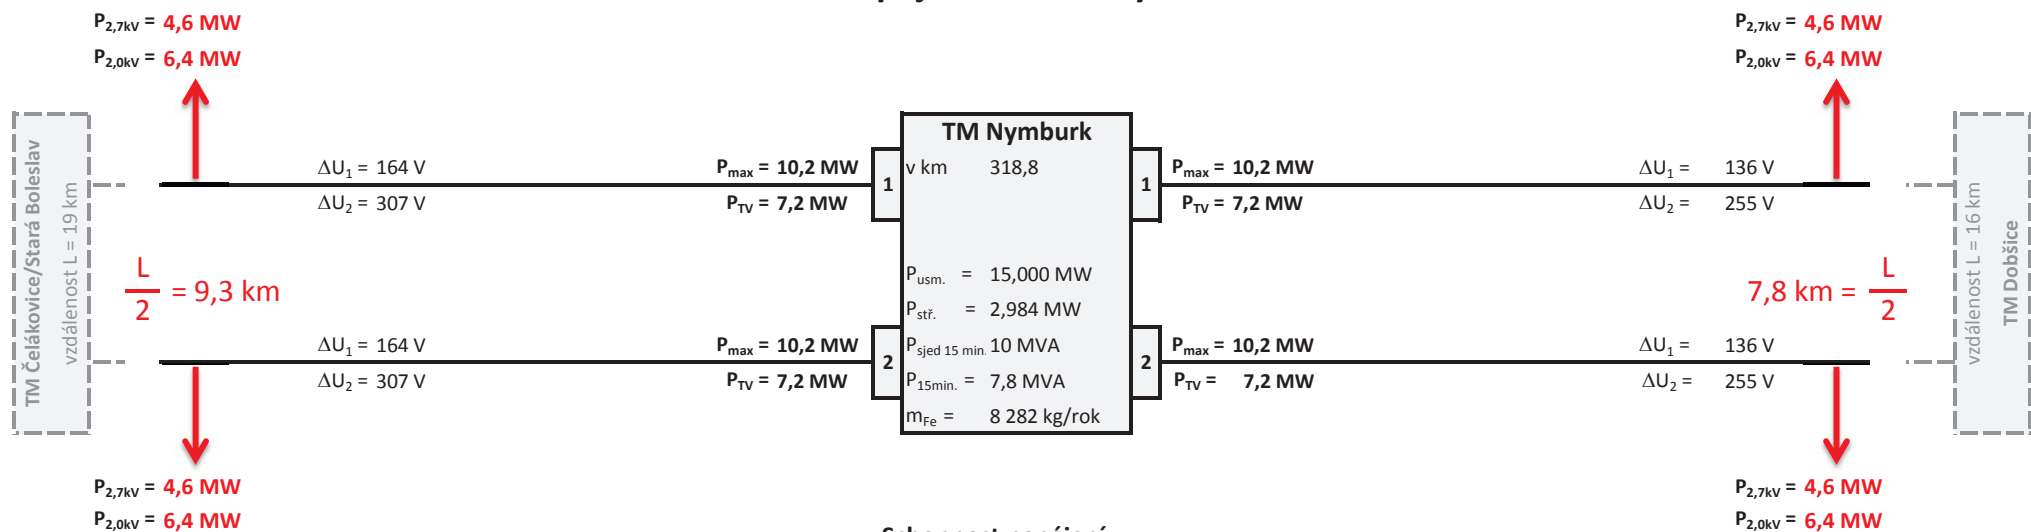 P2,7kV = 4,6 MW
P2,0kV = 6,4 MW
P2,7kV = 4,6 MW
P2,0kV = 6,4 MW
TM Čelákovice/Stará Boleslav
vzdálenost L = 19 km
ΔU1 = 164 V
ΔU2 = 307 V
Pmax = 10,2 MW
PTV = 7,2 MW
1
TM Nymburk
v km 318,8
1
Pmax = 10,2 MW
PTV = 7,2 MW
ΔU1 = 136 V
ΔU2 = 255 V
vzdálenost L = 16 km
TM Dobšice
L
2
= 9,3 km
Pusm. = 15,000 MW
Pstř. = 2,984 MW
Psjed 15 min. 10 MVA
P15min. = 7,8 MVA
mFe = 8 282 kg/rok
7,8 km =
L
2
ΔU1 = 164 V
ΔU2 = 307 V
Pmax = 10,2 MW
PTV = 7,2 MW
2
2
Pmax = 10,2 MW
PTV = 7,2 MW
ΔU1 = 136 V
ΔU2 = 255 V
P2,7kV = 4,6 MW
P2,0kV = 6,4 MW
P2,7kV = 4,6 MW
P2,0kV = 6,4 MW